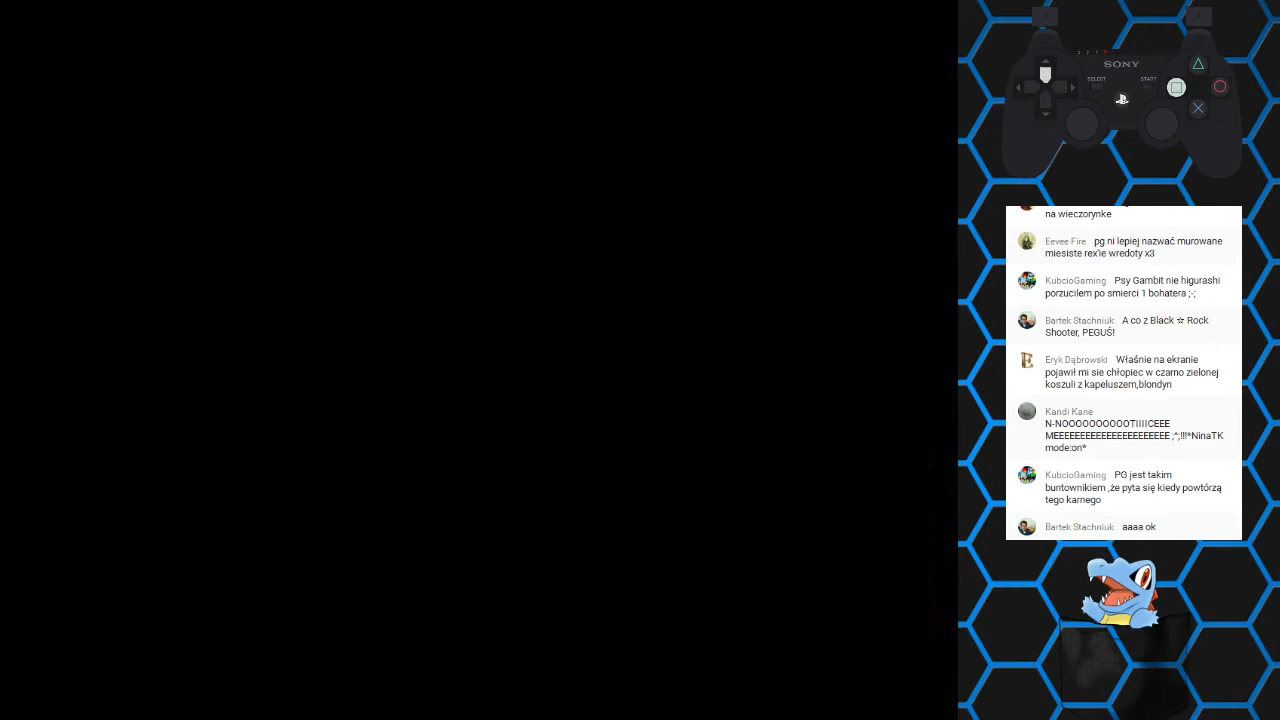 SONY
SELECT
START
na wieczorynke
Eevee Fire pg ni lepiej nazwać murowane
miesiste rex'ie wredoty x3
KubcioGaming Psy Gambit nie higurashi
porzucilem po smierci 1 bohatera ;-;
Bartek Stachniuk A co z Black ☆ Rock
Shooter, PEGUŚ!
Eryk Dąbrowski Właśnie na ekranie
pojawił mi sie chłopiec w czarno zielonej
koszuli z kapeluszem,blondyn
Kandi Kane
N-NOOOOOOOOOOTIIIICEEE
MEEEEEEEEEEEEEEEEEEEEEE ;^;!!!*NinaTK
mode:on*
KubcioGaming PG jest takim
buntownikiem ,że pyta się kiedy powtórzą
tego karnego
Bartek Stachniuk aaaa ok